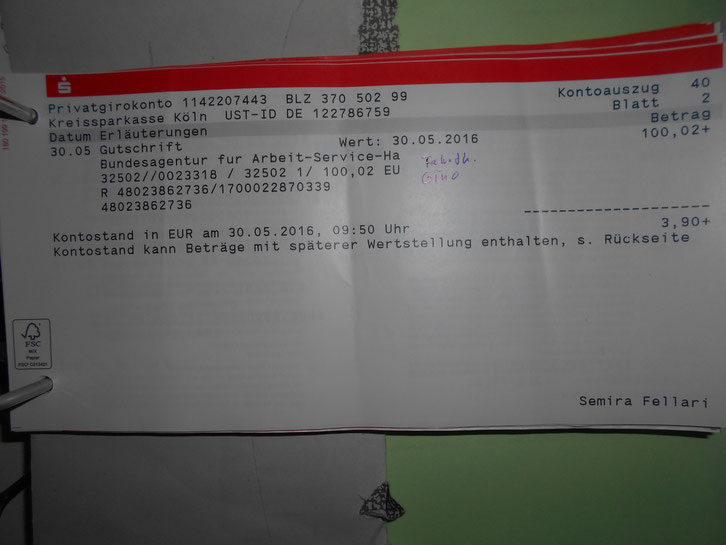 Privatgirokonto 1142207443 BLZ 370 502 99 Kontoauszug 40
Kreissparkasse Köln UST-ID DE 122786759 Blatt 2
Datum Erläuterungen Betrag
30.05 Gutschrift Wert: 30.05.2016 100,02+
Bundesagentur fur Arbeit-Service-Ha
32502//0023318 / 32502 1/ 100,02 EU
R 48023862736/1700022870339
48023862736
Kontostand in EUR am 30.05.2016, 09:50 Uhr 3,90+
Kontostand kann Beträge mit späterer Wertstellung enthalten, s. Rückseite
FSC
MIX
Papier
Semira Fellari